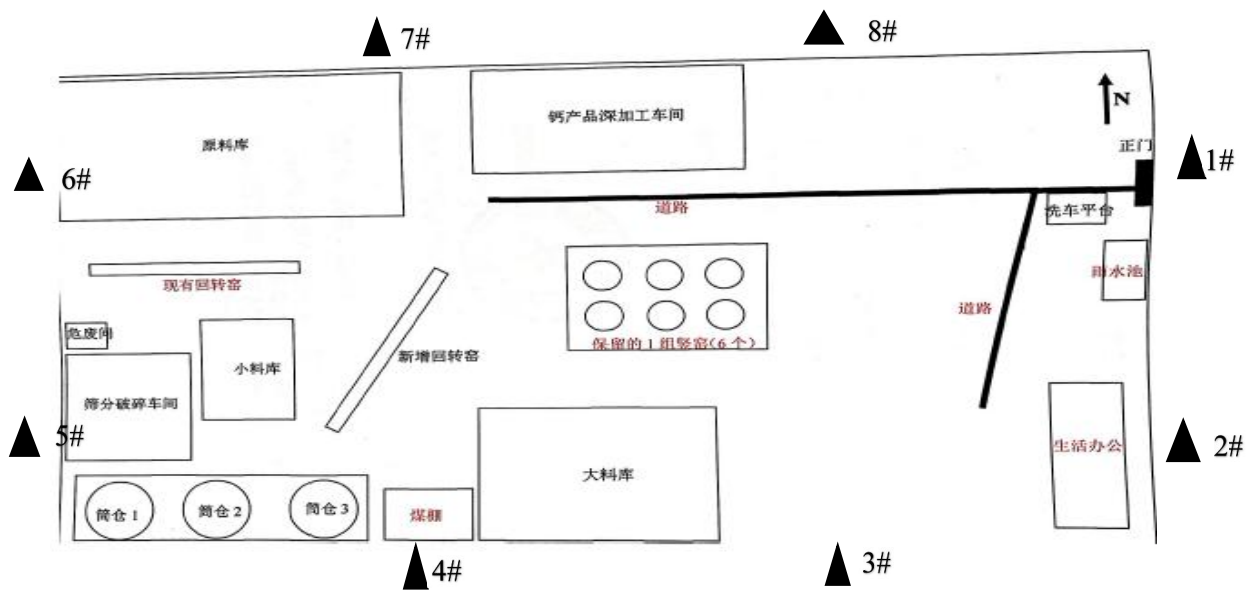 7#
8#
N
钙产品深加工车间
原料库
正门
1#
6#
道路
洗车平台
雨水池
现有回转窑
道路
危废间
保留的1组竖窑(6个)
新增回转窑
小料库
筛分破碎车间
5#
生活办公
2#
大料库
筒仓1
筒仓2
筒仓3
煤棚
4#
3#